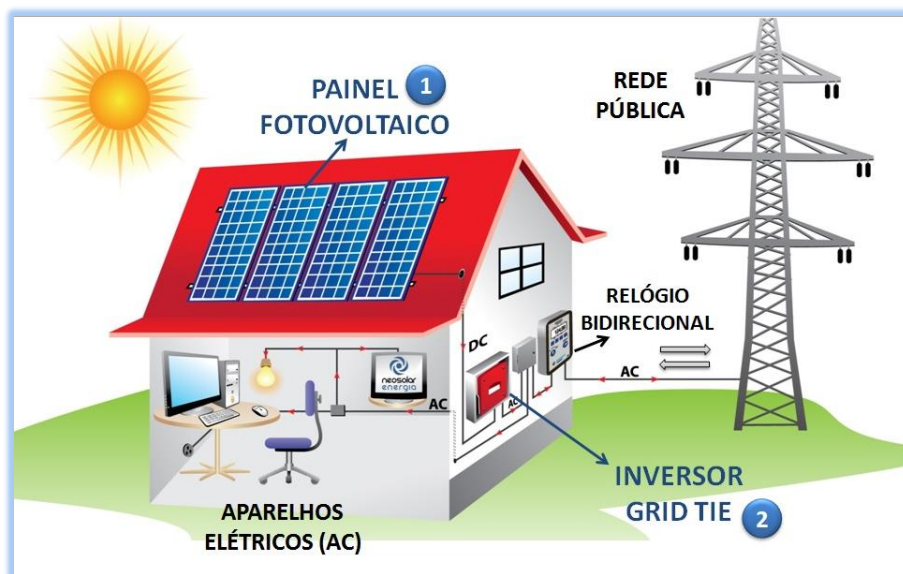 PAINEL 1
FOTOVOLTAICO
REDE
PÚBLICA
RELÓGIO
BIDIRECIONAL
DC
AC
neosolar
energia
AC
AC
INVERSOR
GRID TIE 2
APARELHOS
ELÉTRICOS (AC)